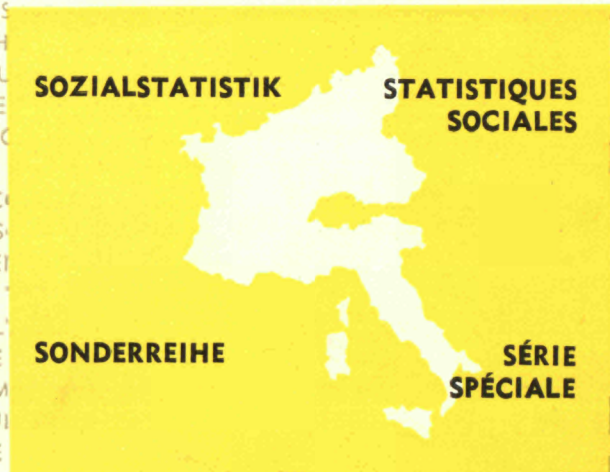 SOZIALSTATISTIK
STATISTIQUES
SOCIALES
SONDERREIHE
SÉRIE
SPÉCIALE